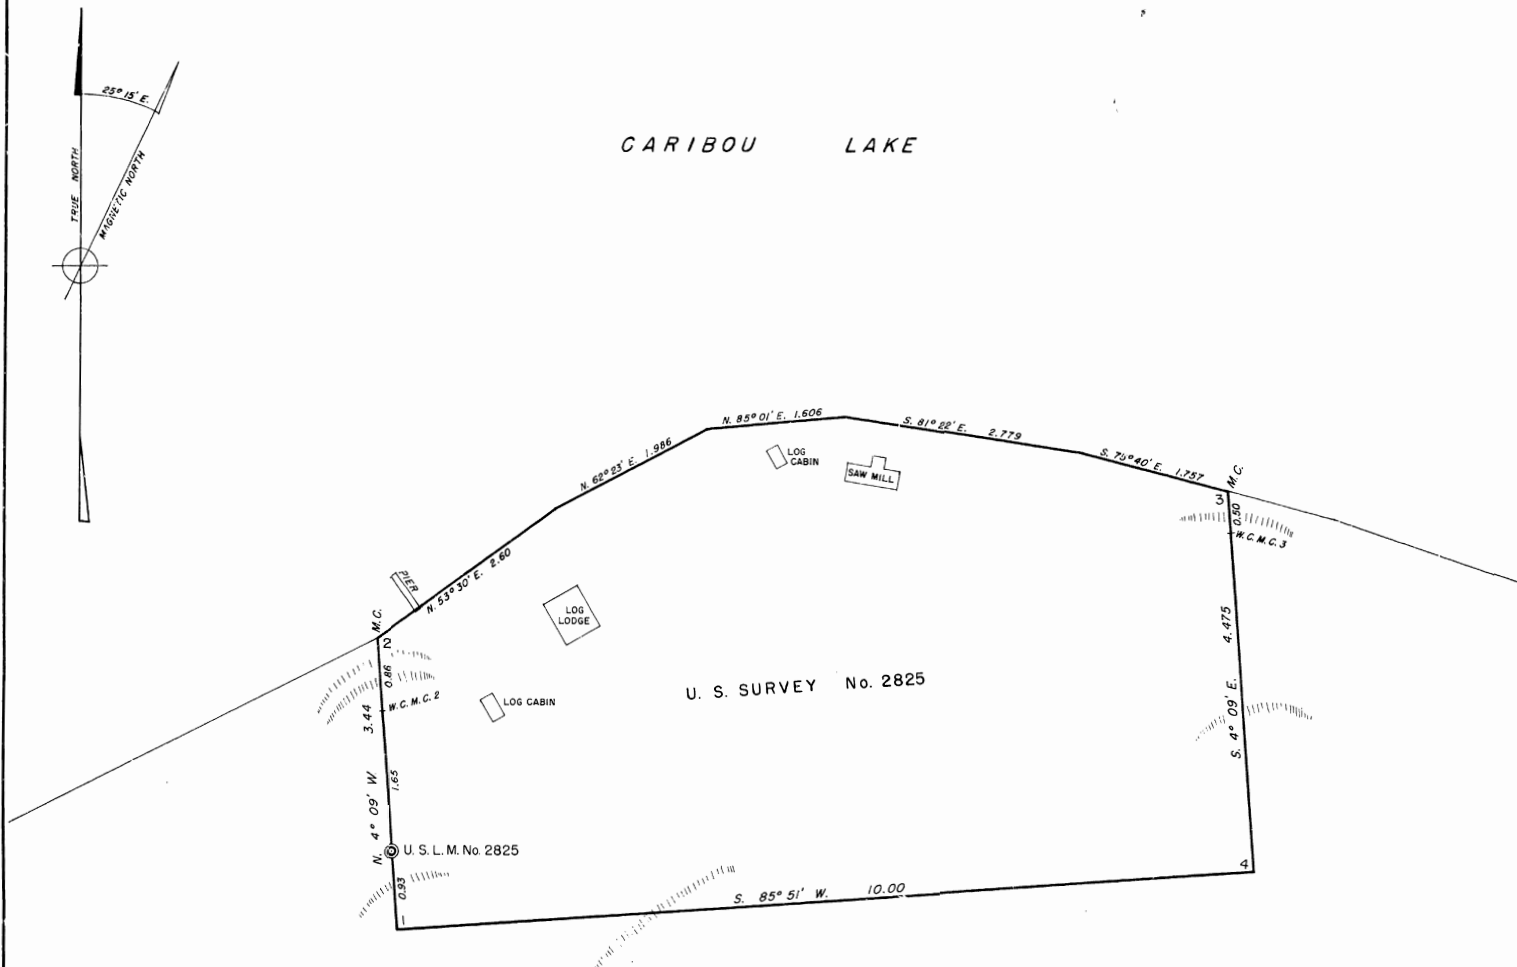 25° 15' E.
TRUE NORTH
MAGNETIC NORTH
CARIBOU LAKE
N. 85° 01' E. 1.606
S. 81° 22' E. 2.779
N. 62° 23' E. 1.986
LOG
CABIN
SAW MILL
S. 75° 40' E. 1.757
M.C.
3
0.50
W.C.M.C. 3
PIER
N. 53° 30' E. 2.60
LOG
LODGE
M.C.
2
0.86
W.C.M.C. 2
3.44
LOG CABIN
U. S. SURVEY No. 2825
4.475
S. 4° 09' E.
1.65
N. 4° 09' W
U. S. L. M. No. 2825
0.93
1
S. 85° 51' W. 10.00
4